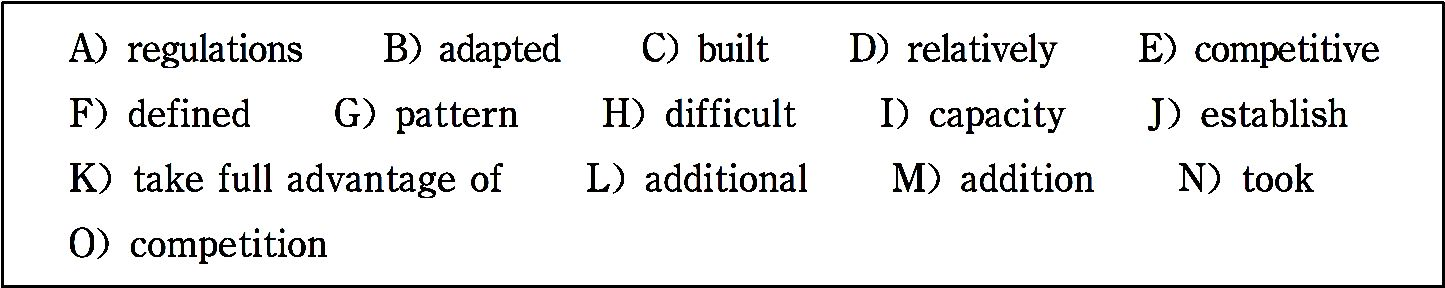 A) regulations B) adapted C) built D) relatively E) competitive
F) defined G) pattern H) difficult I) capacity J) establish
K) take full advantage of L) additional M) addition N) took
O) competition